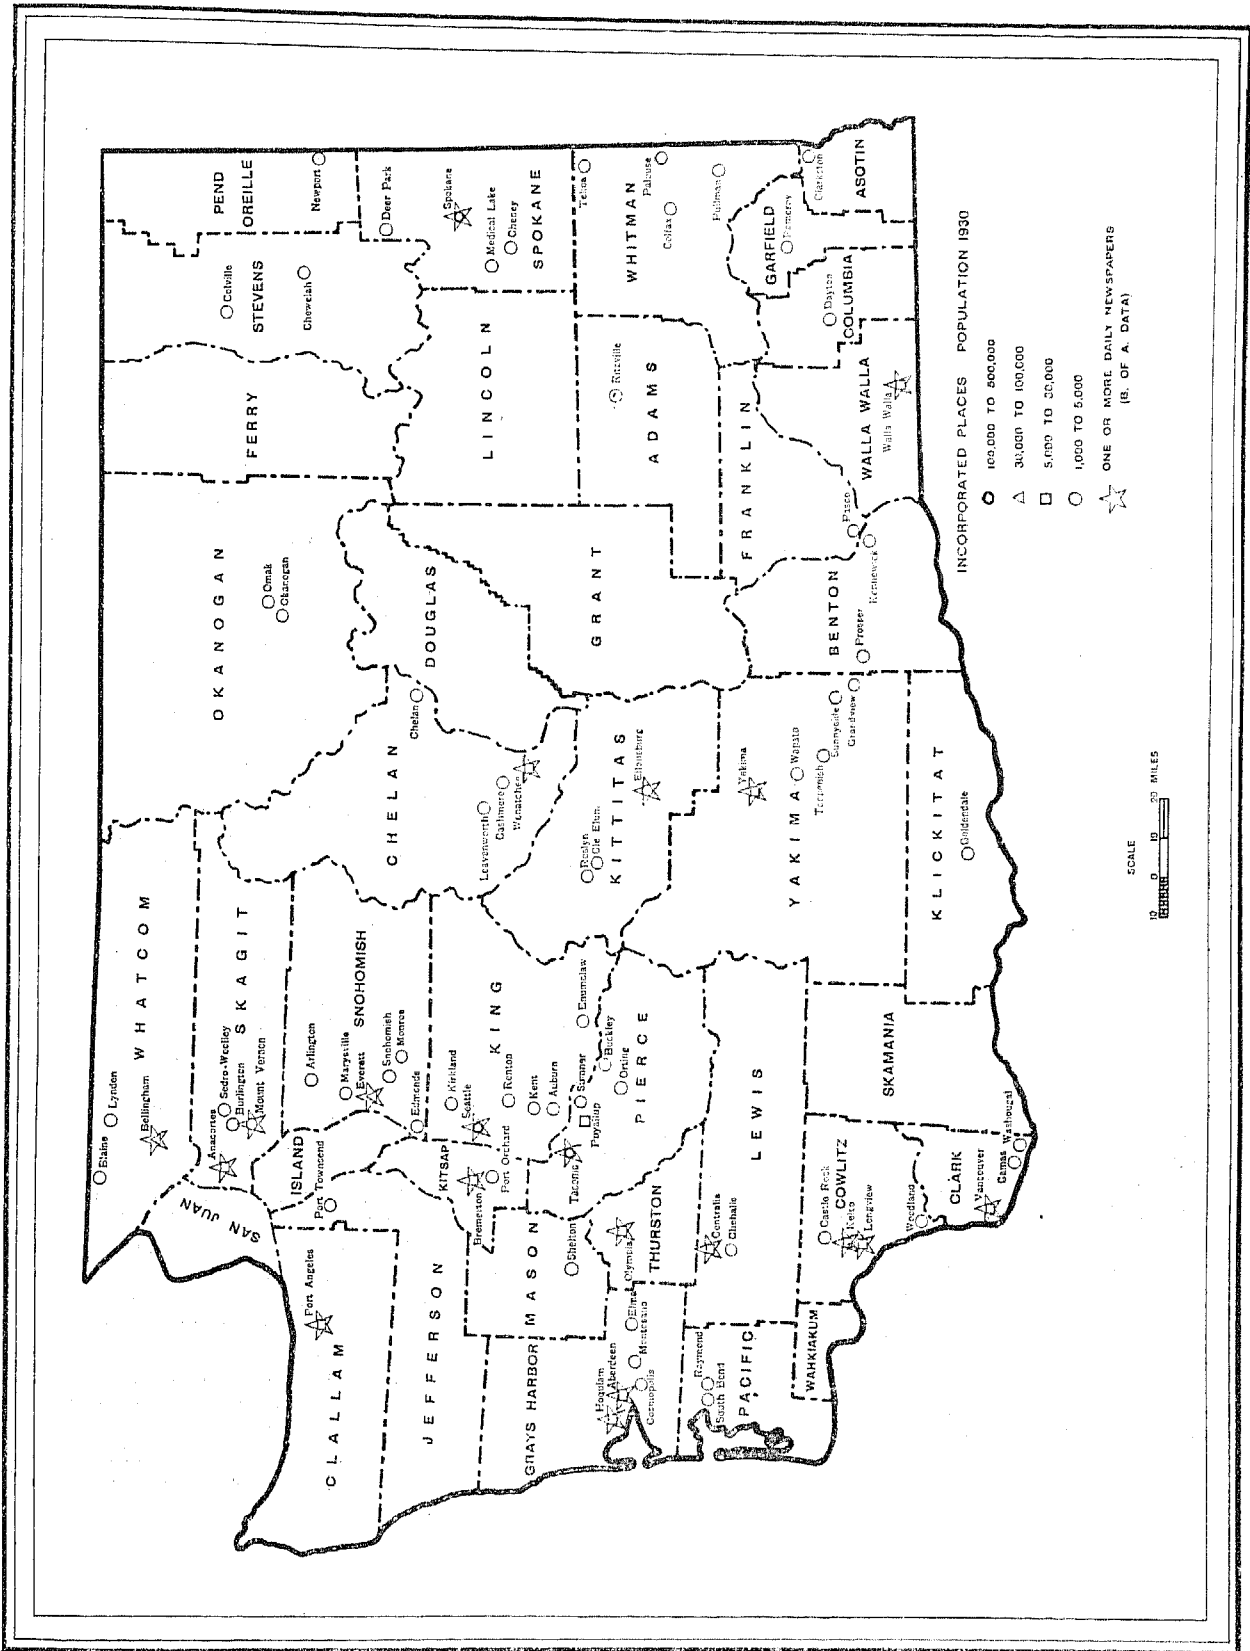 WHATCOM
Blaine
Lyndon
Bellingham
SAN JUAN
SKAGIT
Anacortes
Sedro-Woolley
Burlington
Mount Vernon
ISLAND
SNOHOMISH
Arlington
Marysville
Everett
Snohomish
Monroe
Edmonds
CLALLAM
Port Angeles
JEFFERSON
Port Townsend
KITSAP
Bremerton
Port Orchard
KING
Kirkland
Seattle
Renton
Kent
Auburn
Enumclaw
MASON
Shelton
GRAYS HARBOR
Hoquiam
Aberdeen
Cosmopolis
Montesano
Elma
THURSTON
Olympia
PIERCE
Tacoma
Puyallup
Sumner
Buckley
Orting
LEWIS
Centralia
Chehalis
PACIFIC
Raymond
South Bend
WAHKIAKUM
COWLITZ
Castle Rock
Kelso
Longview
Woodland
CLARK
Vancouver
Camas
Washougal
SKAMANIA
OKANOGAN
Omak
Okanogan
CHELAN
Chelan
Leavenworth
Cashmere
Wenatchee
DOUGLAS
KITTITAS
Roslyn
Cle Elum
Ellensburg
GRANT
YAKIMA
Yakima
Wapato
Toppenish
Sunnyside
Grandview
KLICKITAT
Goldendale
BENTON
Prosser
Kennewick
FERRY
STEVENS
Colville
Chewelah
PEND
OREILLE
Newport
LINCOLN
SPOKANE
Deer Park
Spokane
Medical Lake
Cheney
ADAMS
Ritzville
WHITMAN
Tekoa
Palouse
Colfax
Pullman
FRANKLIN
Pasco
WALLA WALLA
Walla Walla
COLUMBIA
Dayton
GARFIELD
Pomeroy
ASOTIN
Clarkston
INCORPORATED PLACES POPULATION 1930
100,000 TO 500,000
30,000 TO 100,000
5,000 TO 30,000
1,000 TO 5,000
ONE OR MORE DAILY NEWSPAPERS
(B. OF A. DATA)
SCALE
10 0 10 20 MILES